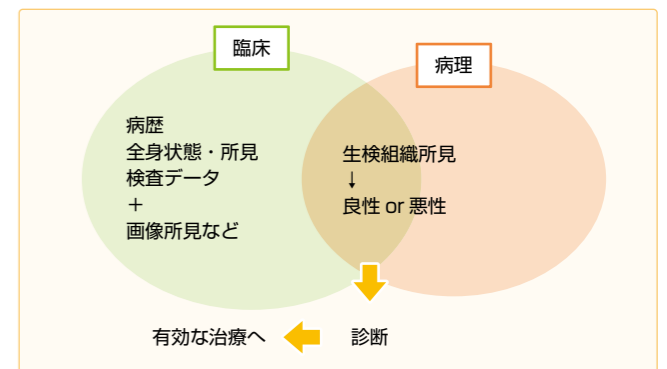 臨床
病理
病歴
全身状態・所見
検査データ
+
画像所見など
生検組織所見
↓
良性 or 悪性
有効な治療へ
診断